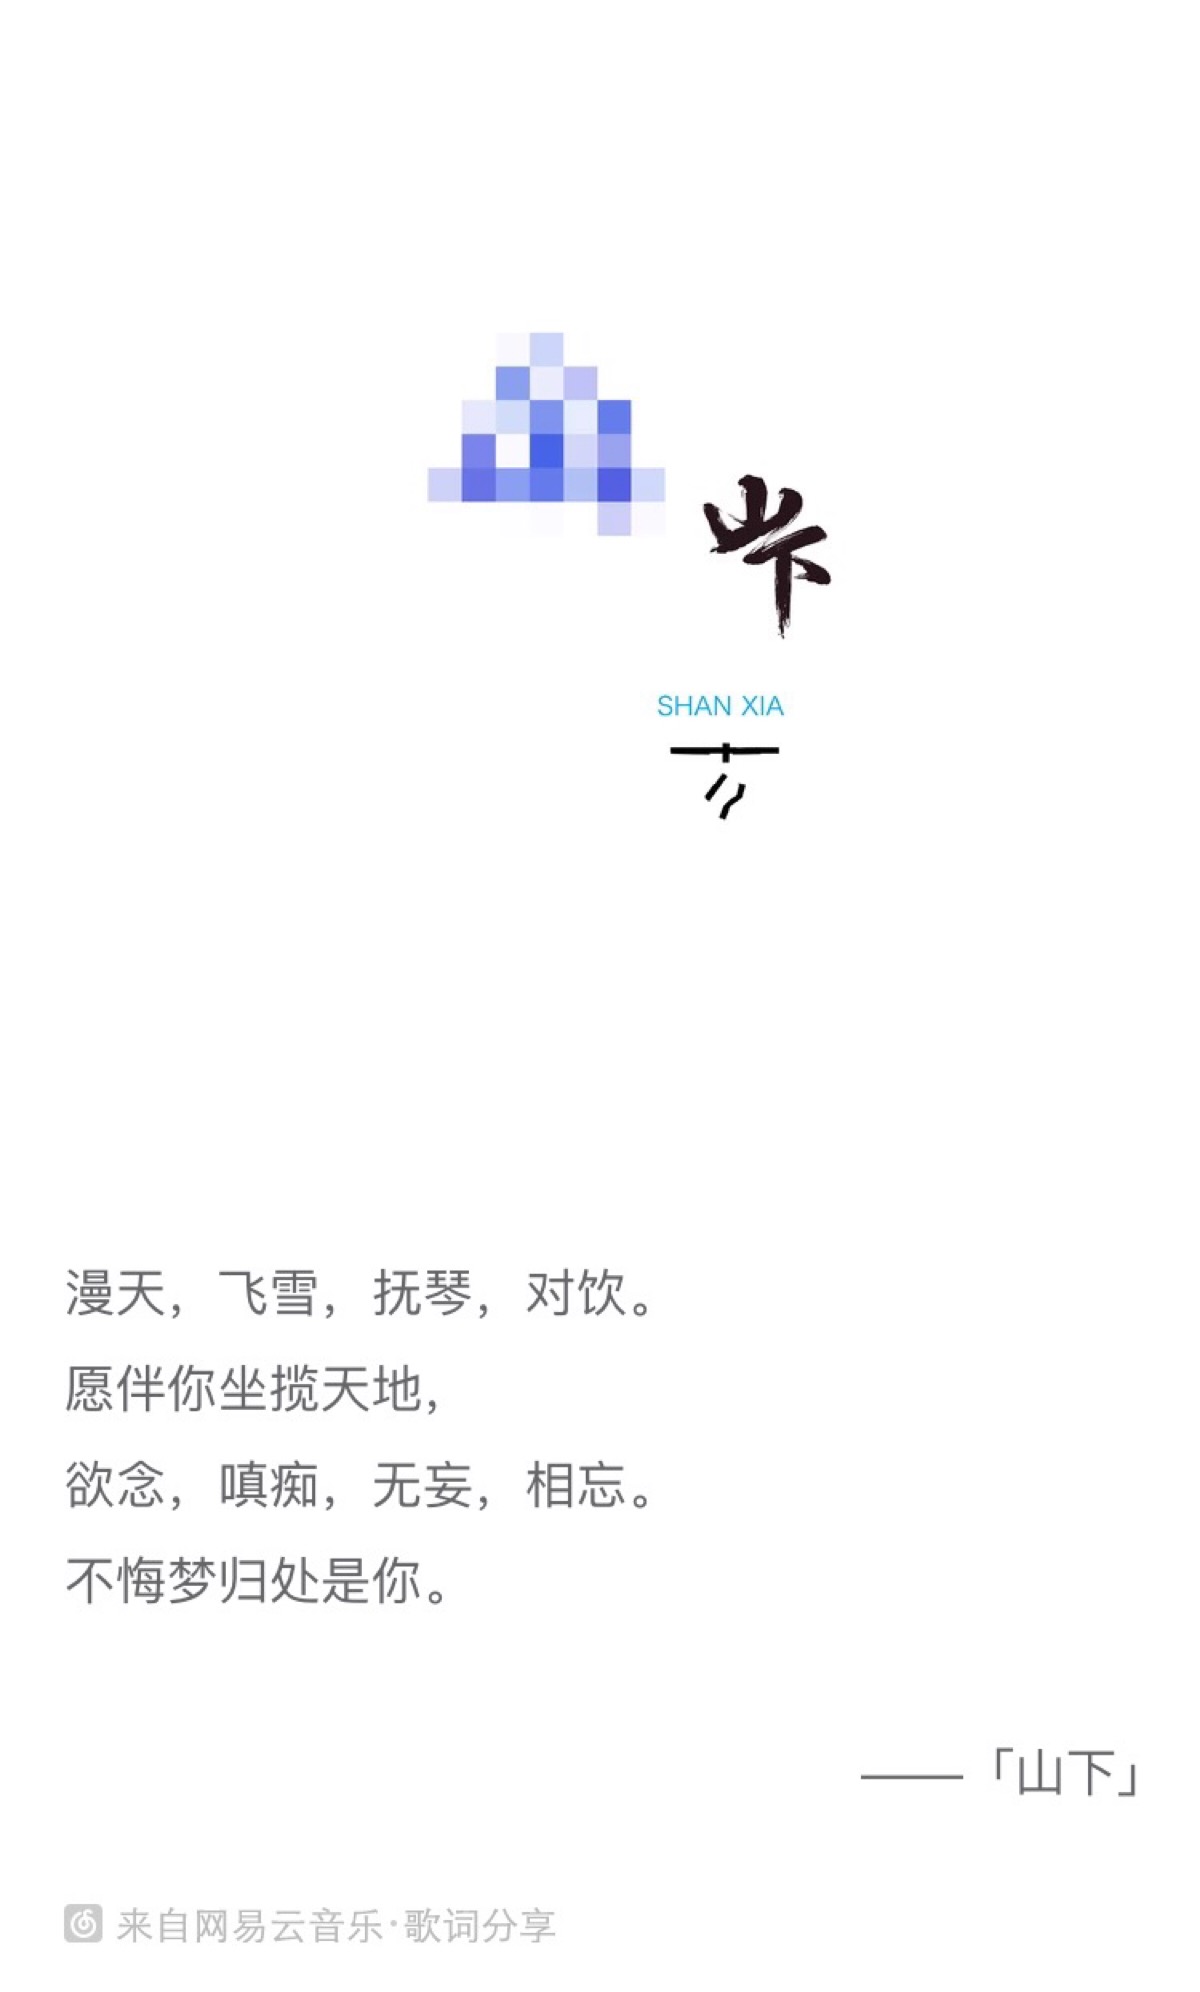 山下
SHAN XIA
漫天，飞雪，抚琴，对饮。
愿伴你坐揽天地，
欲念，嗔痴，无妄，相忘。
不悔梦归处是你。
——「山下」
来自网易云音乐·歌词分享